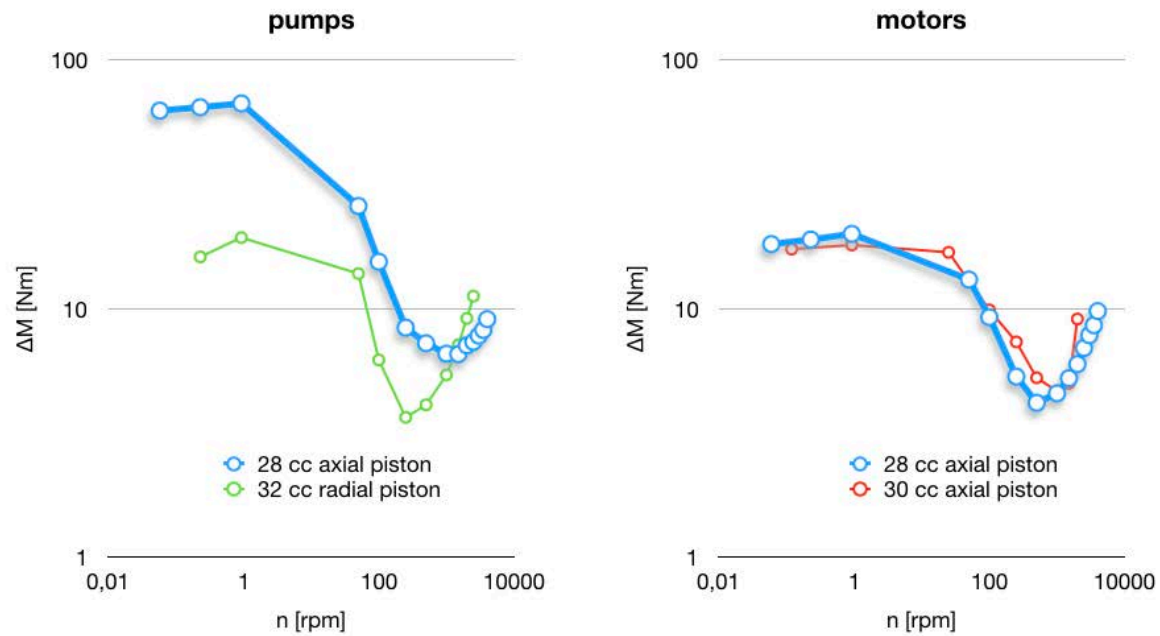 pumps
100
10
1
ΔM [Nm]
0,01
1
100
10000
n [rpm]
28 cc axial piston
32 cc radial piston
motors
100
10
1
ΔM [Nm]
0,01
1
100
10000
n [rpm]
28 cc axial piston
30 cc axial piston